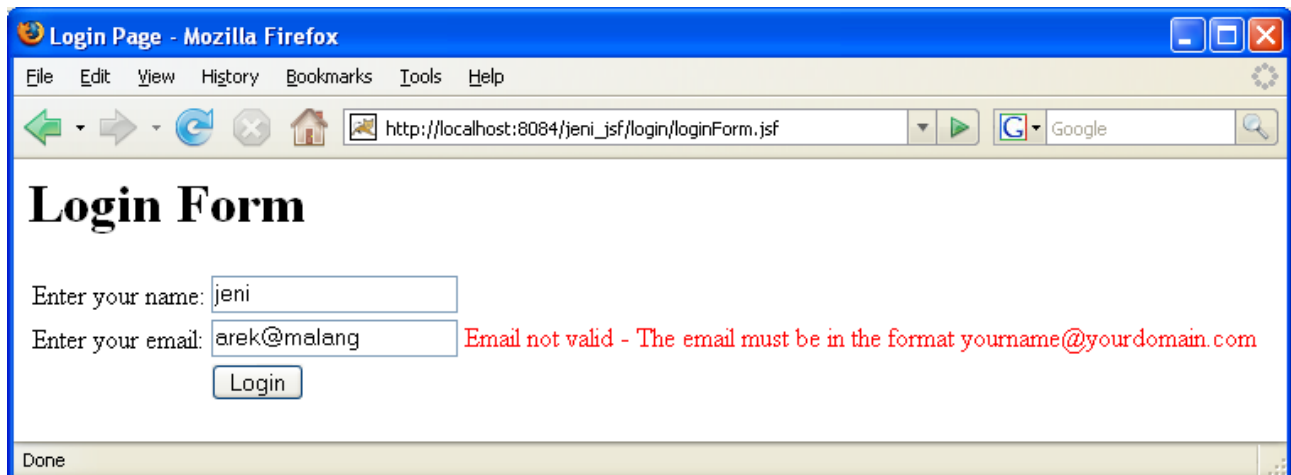 Login Page - Mozilla Firefox
File Edit View History Bookmarks Tools Help
http://localhost:8084/jeni_jsf/login/loginForm.jsf G Google
Login Form
Enter your name: jeni
Enter your email: arek@malang Email not valid - The email must be in the format yourname@yourdomain.com
Login
Done